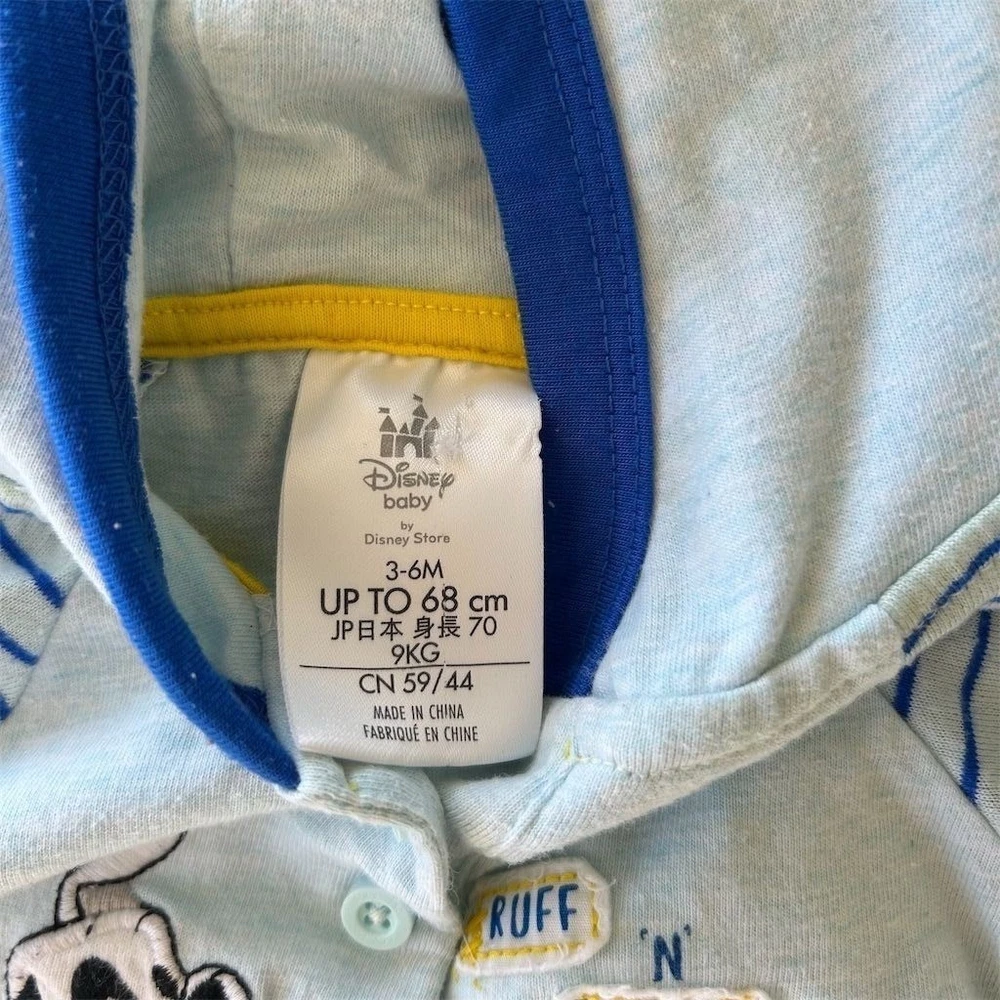 Disney
baby
by
Disney Store
3-6M
UP TO 68 cm
JP日本 身長 70
9KG
CN 59/44
MADE IN CHINA
FABRIQUÉ EN CHINE
RUFF
'N'